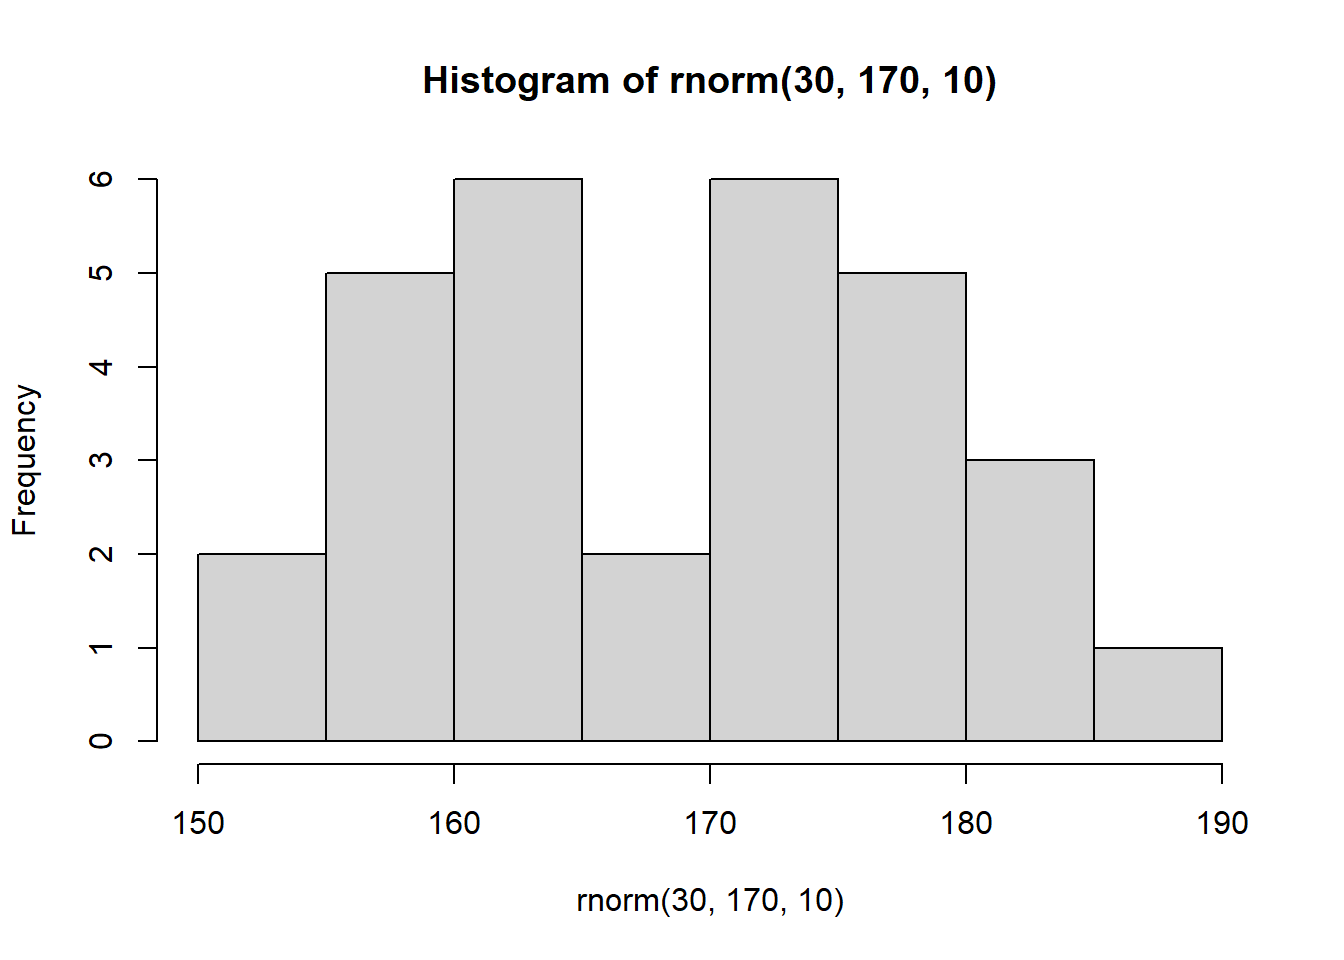 Histogram of rnorm(30, 170, 10)
Frequency
6
5
4
3
2
1
0
150 160 170 180 190
rnorm(30, 170, 10)